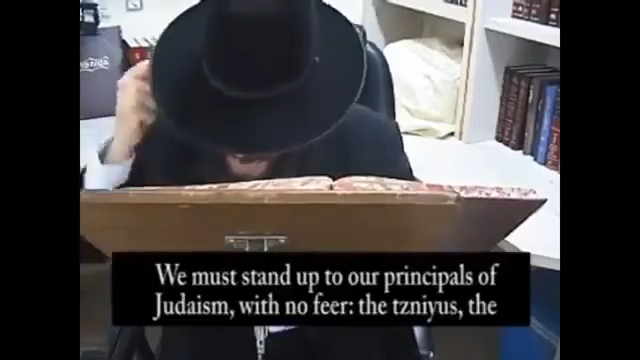 We must stand up to our principals of
Judaism, with no feer: the tzniyus, the